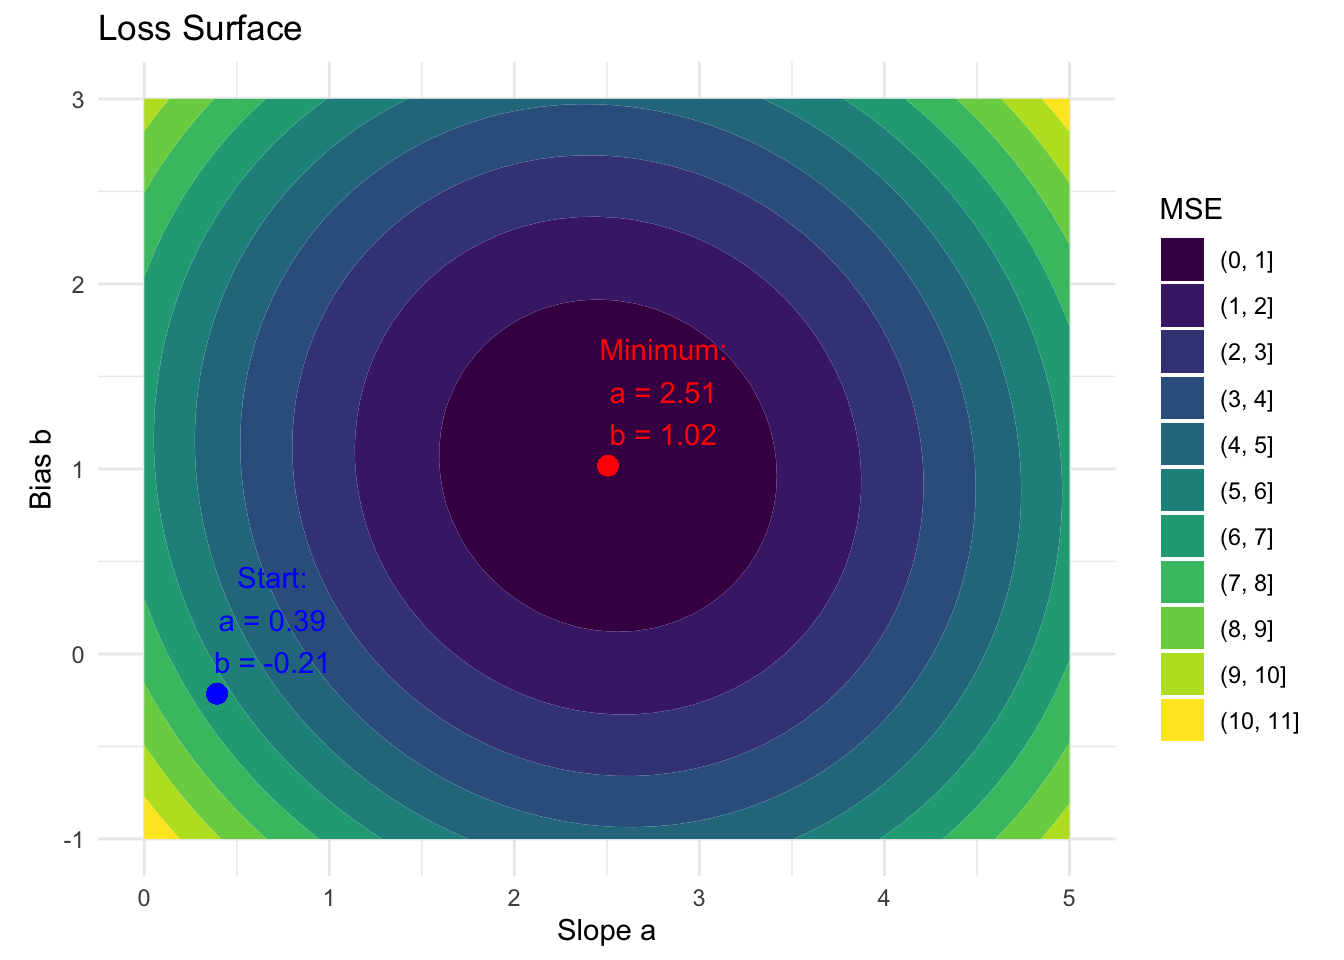 Loss Surface
3
2
1
0
-1
Bias b
Minimum:
a = 2.51
b = 1.02
Start:
a = 0.39
b = -0.21
0
1
2
3
4
5
Slope a
MSE
(0, 1]
(1, 2]
(2, 3]
(3, 4]
(4, 5]
(5, 6]
(6, 7]
(7, 8]
(8, 9]
(9, 10]
(10, 11]